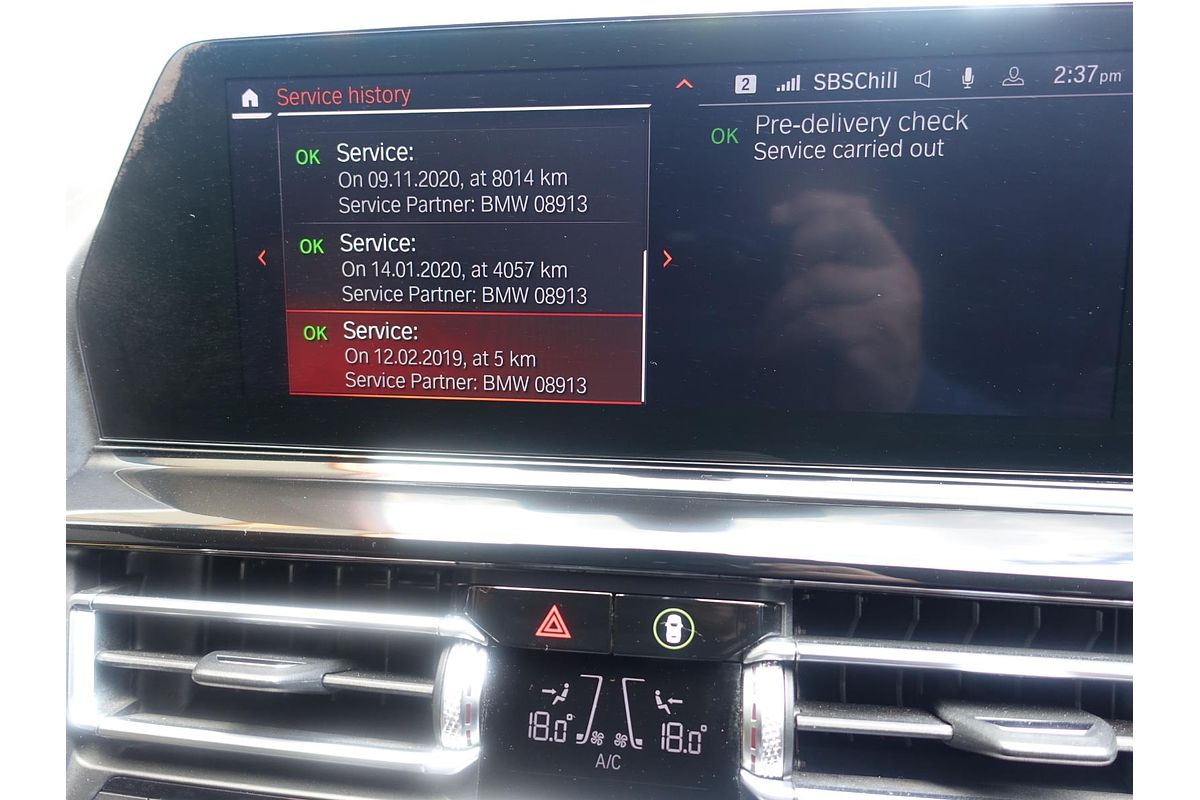 Service history
2
SBSChill
2:37pm
OK Service:
On 09.11.2020, at 8014 km
Service Partner: BMW 08913
OK Service:
On 14.01.2020, at 4057 km
Service Partner: BMW 08913
OK Service:
On 12.02.2019, at 5 km
Service Partner: BMW 08913
OK Pre-delivery check
Service carried out
18.0° 18.0°
A/C